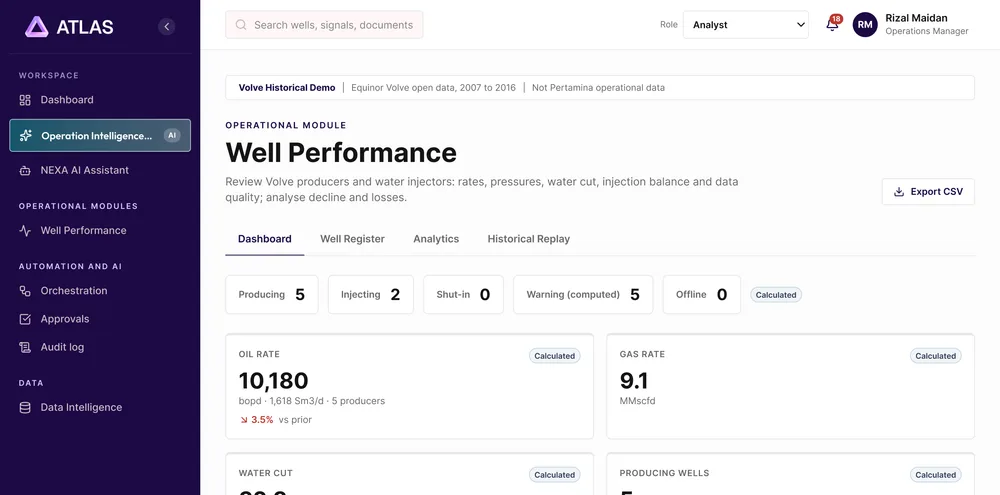 ATLAS
Search wells, signals, documents
Role
Analyst
18
RM
Rizal Maidan
Operations Manager
WORKSPACE
Dashboard
Operation Intelligence...
AI
NEXA AI Assistant
OPERATIONAL MODULES
Well Performance
AUTOMATION AND AI
Orchestration
Approvals
Audit log
DATA
Data Intelligence
Volve Historical Demo | Equinor Volve open data, 2007 to 2016 | Not Pertamina operational data
OPERATIONAL MODULE
Well Performance
Review Volve producers and water injectors: rates, pressures, water cut, injection balance and data
quality; analyse decline and losses.
Export CSV
Dashboard
Well Register
Analytics
Historical Replay
Producing 5
Injecting 2
Shut-in 0
Warning (computed) 5
Offline 0
Calculated
OIL RATE
Calculated
10,180
bopd · 1,618 Sm3/d · 5 producers
↘ 3.5% vs prior
GAS RATE
Calculated
9.1
MMscfd
WATER CUT
Calculated
PRODUCING WELLS
Calculated